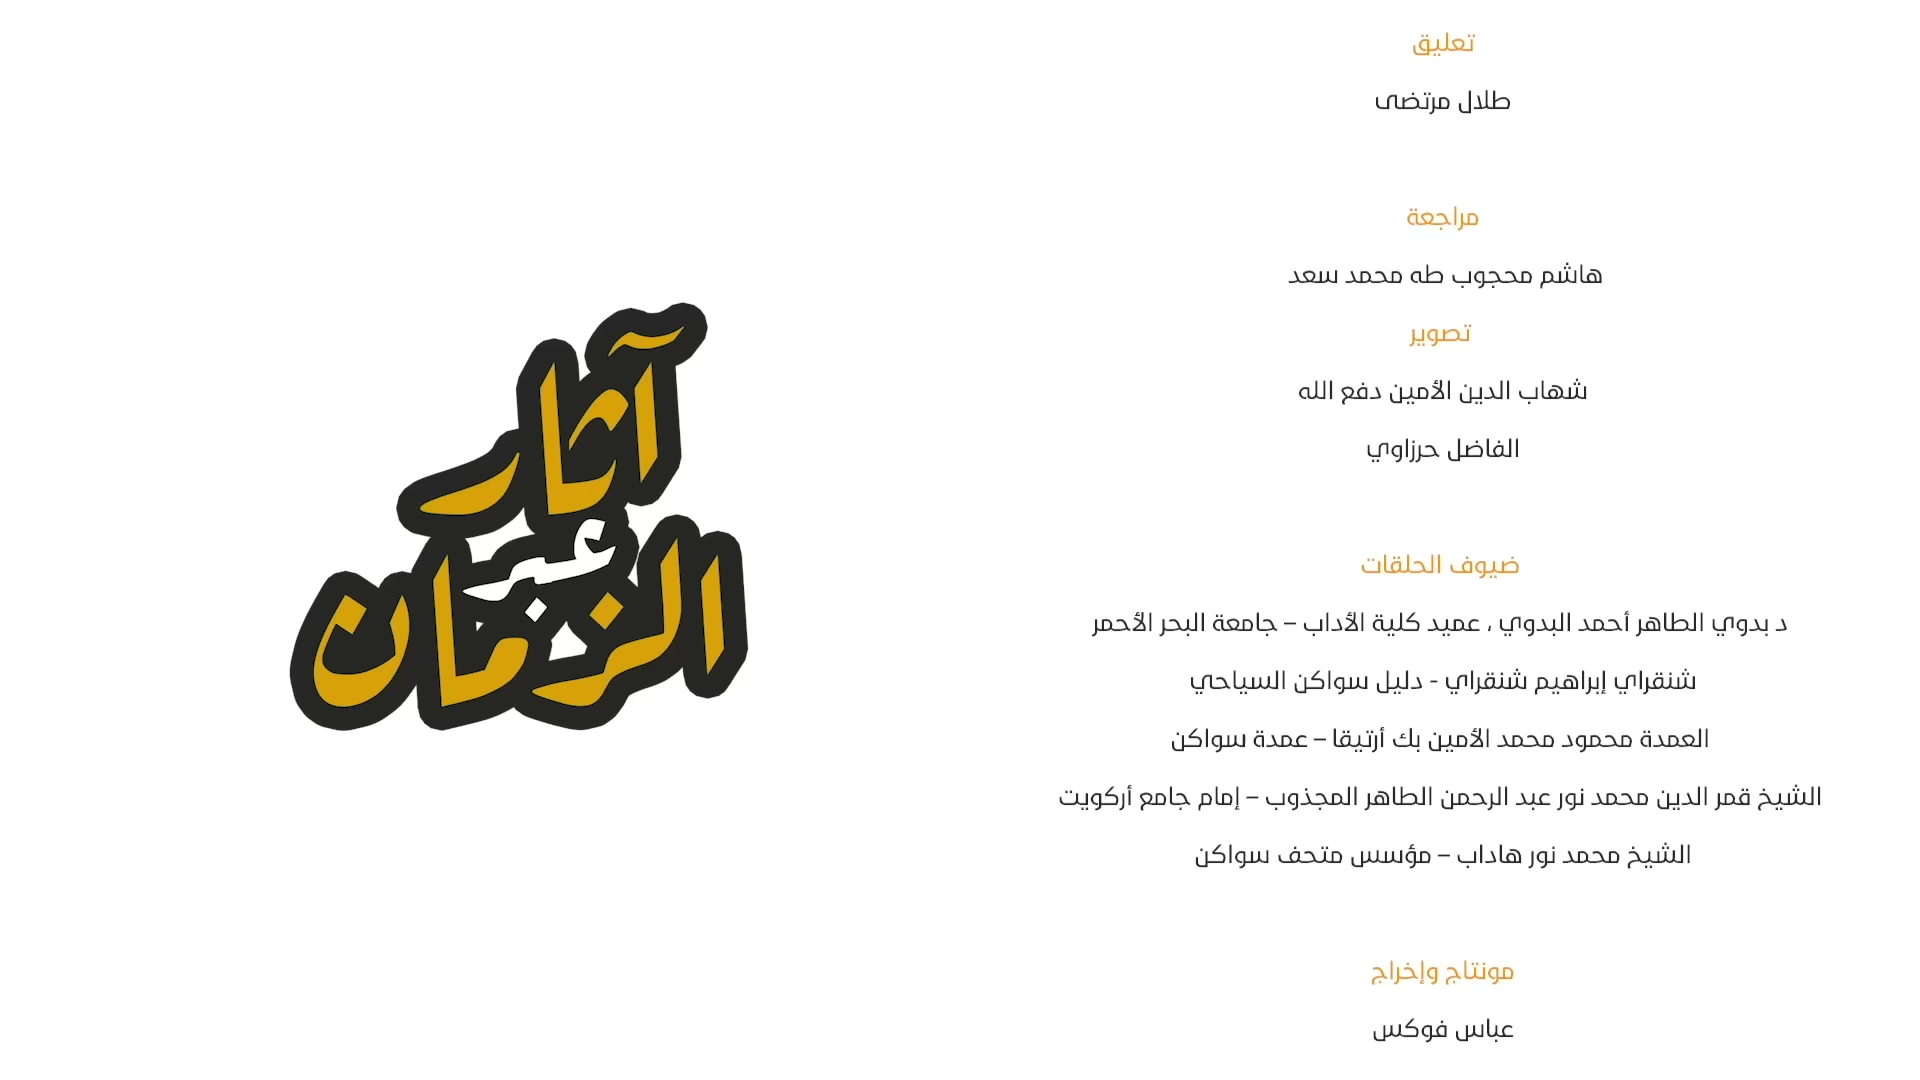 آثار
عبر
الزمان
تعليق
طلال مرتضى
مراجعة
هاشم محجوب طه محمد سعد
تصوير
شهاب الدين الأمين دفع الله
الفاضل حرزاوي
ضيوف الحلقات
د بدوي الطاهر أحمد البدوي ، عميد كلية الأداب – جامعة البحر الأحمر
شنقراي إبراهيم شنقراي - دليل سواكن السياحي
العمدة محمود محمد الأمين بك أرتيقا – عمدة سواكن
الشيخ قمر الدين محمد نور عبد الرحمن الطاهر المجذوب – إمام جامع أركويت
الشيخ محمد نور هاداب – مؤسس متحف سواكن
مونتاج وإخراج
عباس فوكس